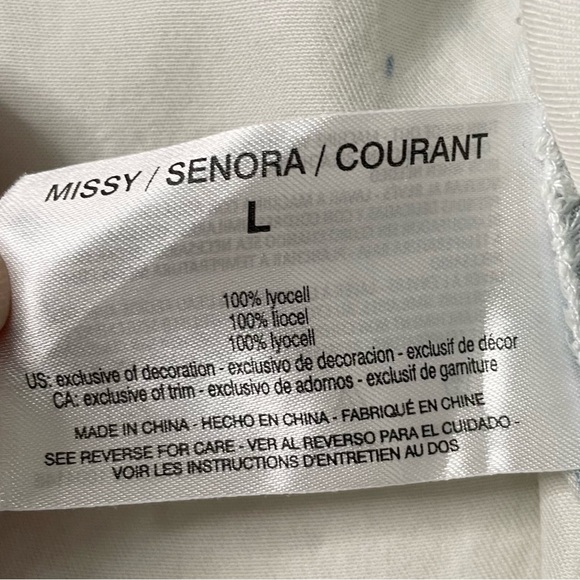 MISSY / SENORA / COURANT
L
100% lyocell
100% liocel
100% lyocell
US: exclusive of decoration - exclusivo de decoracion - exclusif de décor
CA: exclusive of trim - exclusivo de adornos - exclusif de garniture
MADE IN CHINA - HECHO EN CHINA - FABRIQUÉ EN CHINE
SEE REVERSE FOR CARE - VER AL REVERSO PARA EL CUIDADO -
VOIR LES INSTRUCTIONS D'ENTRETIEN AU DOS